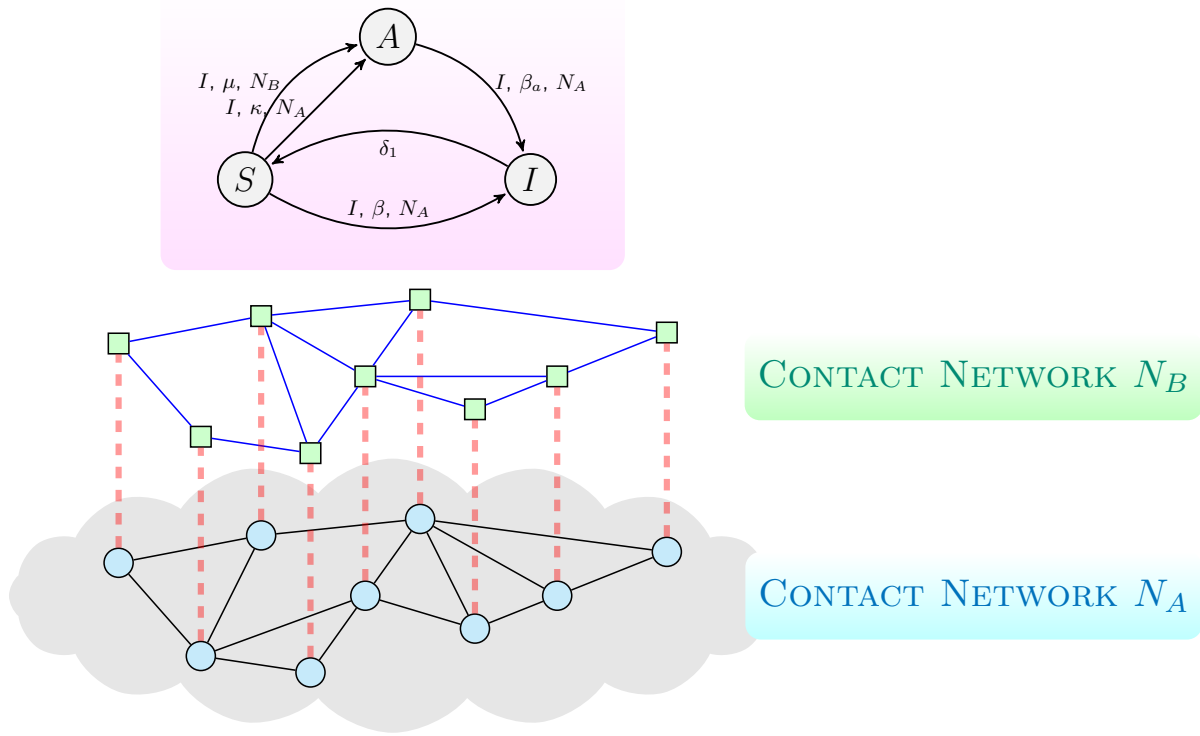 A
I, μ, N_B
I, β_a, N_A
I, κ, N_A
δ_1
S
I
I, β, N_A
CONTACT NETWORK N_B
CONTACT NETWORK N_A